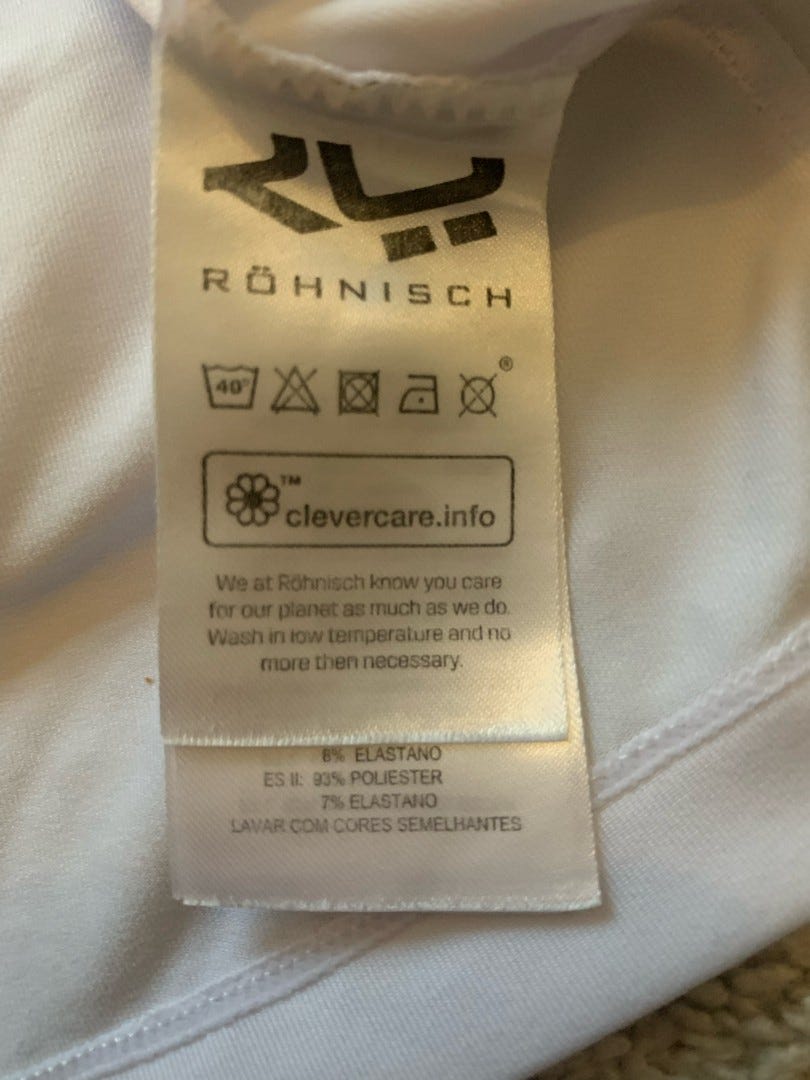 RÖHNISCH
40°
®
™
clevercare.info
We at Röhnisch know you care
for our planet as much as we do.
Wash in low temperature and no
more then necessary.
6% ELASTANO
ES II: 93% POLIESTER
7% ELASTANO
LAVAR COM CORES SEMELHANTES